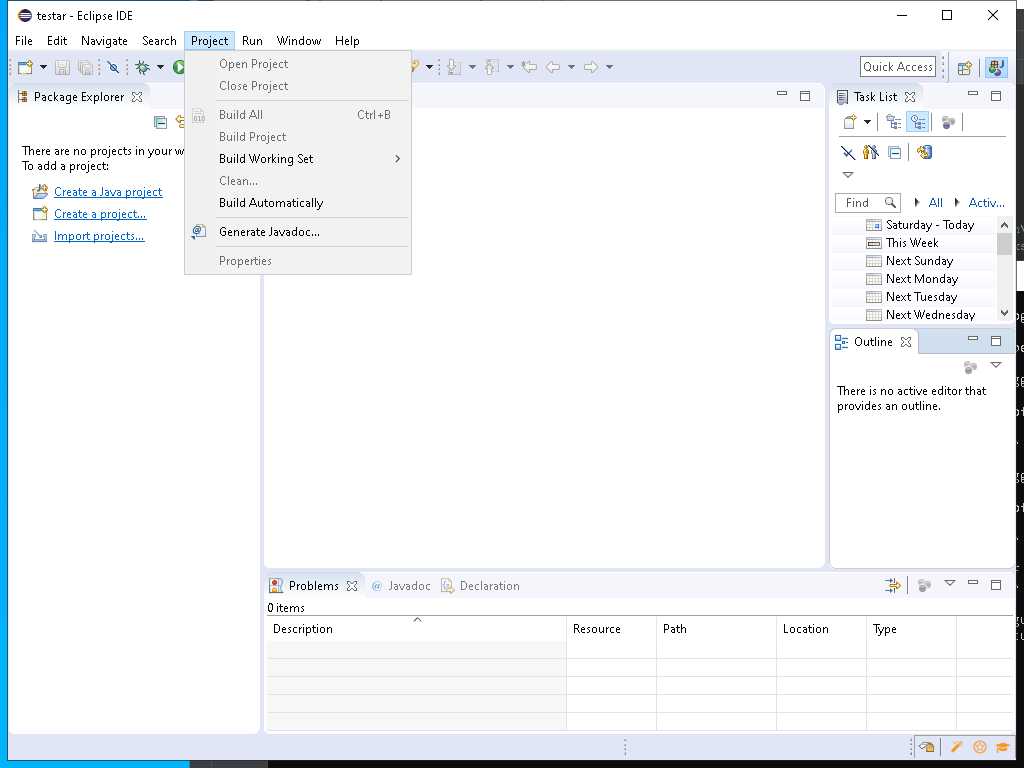 testar - Eclipse IDE
File Edit Navigate Search Project Run Window Help
Quick Access
Open Project
Close Project
Build All Ctrl+B
Build Project
Build Working Set
Clean...
Build Automatically
Generate Javadoc...
Properties
Package Explorer
There are no projects in your w
To add a project:
Create a Java project
Create a project...
Import projects...
Task List
Find All Activ...
Saturday - Today
This Week
Next Sunday
Next Monday
Next Tuesday
Next Wednesday
Outline
There is no active editor that
provides an outline.
Problems @ Javadoc Declaration
0 items
Description Resource Path Location Type